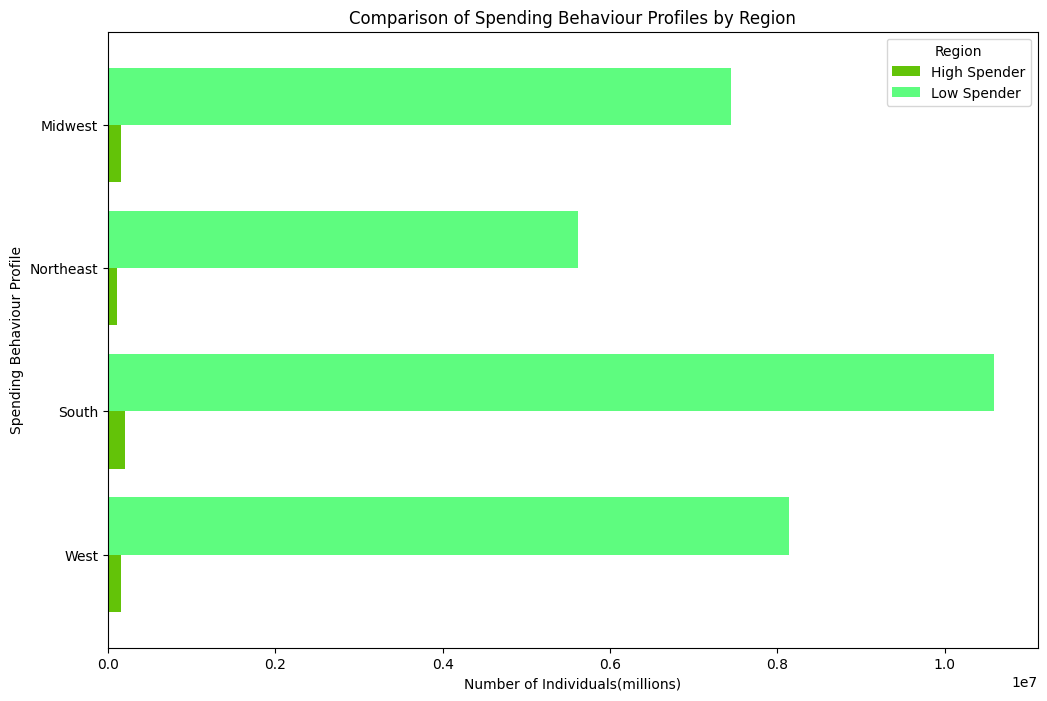 Comparison of Spending Behaviour Profiles by Region
Region
High Spender
Low Spender
Spending Behaviour Profile
Midwest
Northeast
South
West
0.0 0.2 0.4 0.6 0.8 1.0
1e7
Number of Individuals(millions)